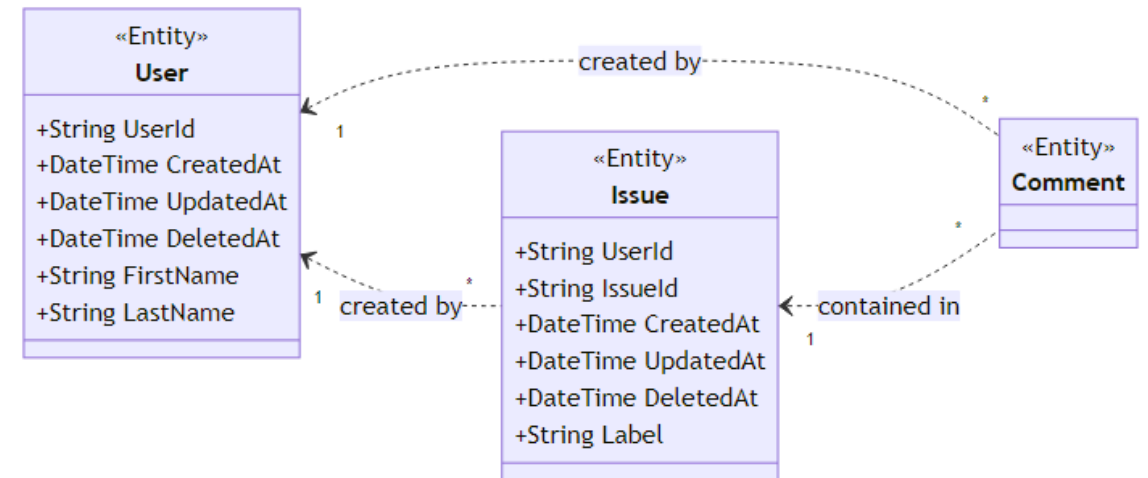 «Entity»
User
+String UserId
+DateTime CreatedAt
+DateTime UpdatedAt
+DateTime DeletedAt
+String FirstName
+String LastName
created by
1
*
created by
1
*
«Entity»
Issue
+String UserId
+String IssueId
+DateTime CreatedAt
+DateTime UpdatedAt
+DateTime DeletedAt
+String Label
contained in
1
*
«Entity»
Comment